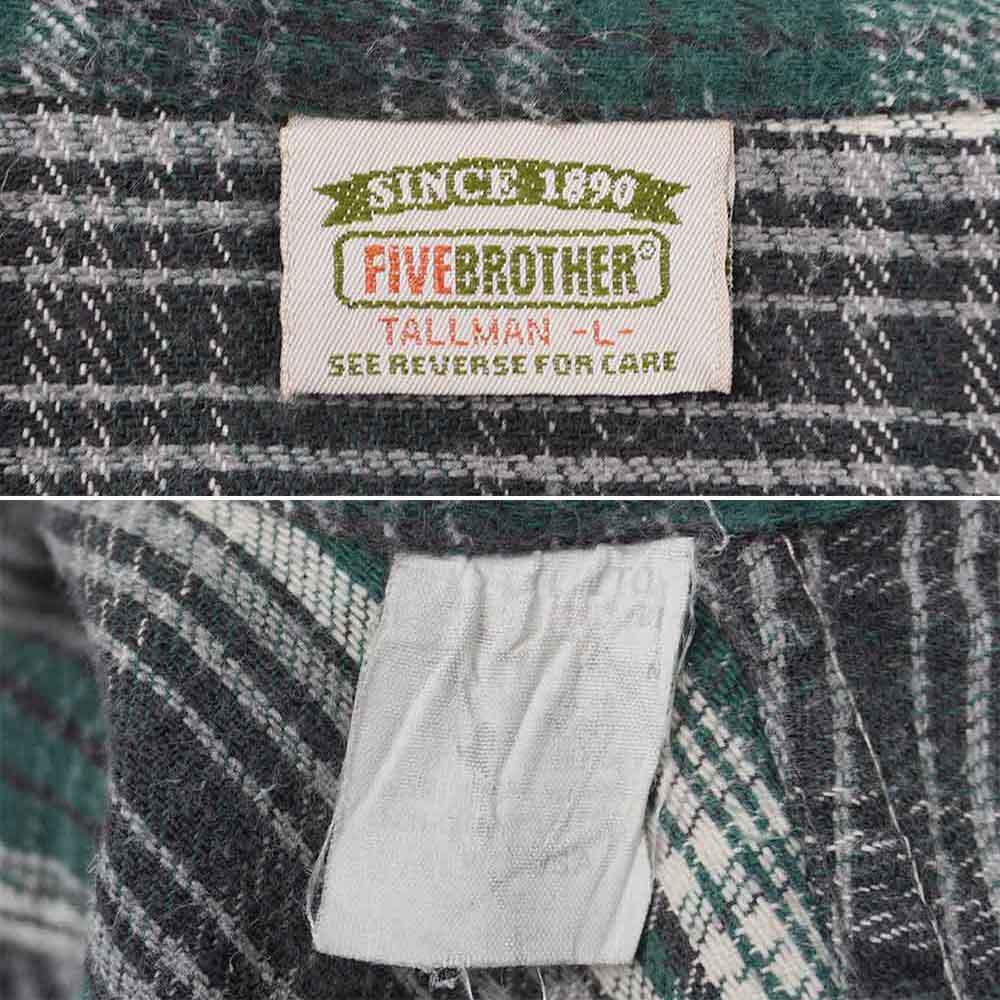 SINCE 1890
FIVEBROTHER®
TALLMAN -L-
SEE REVERSE FOR CARE